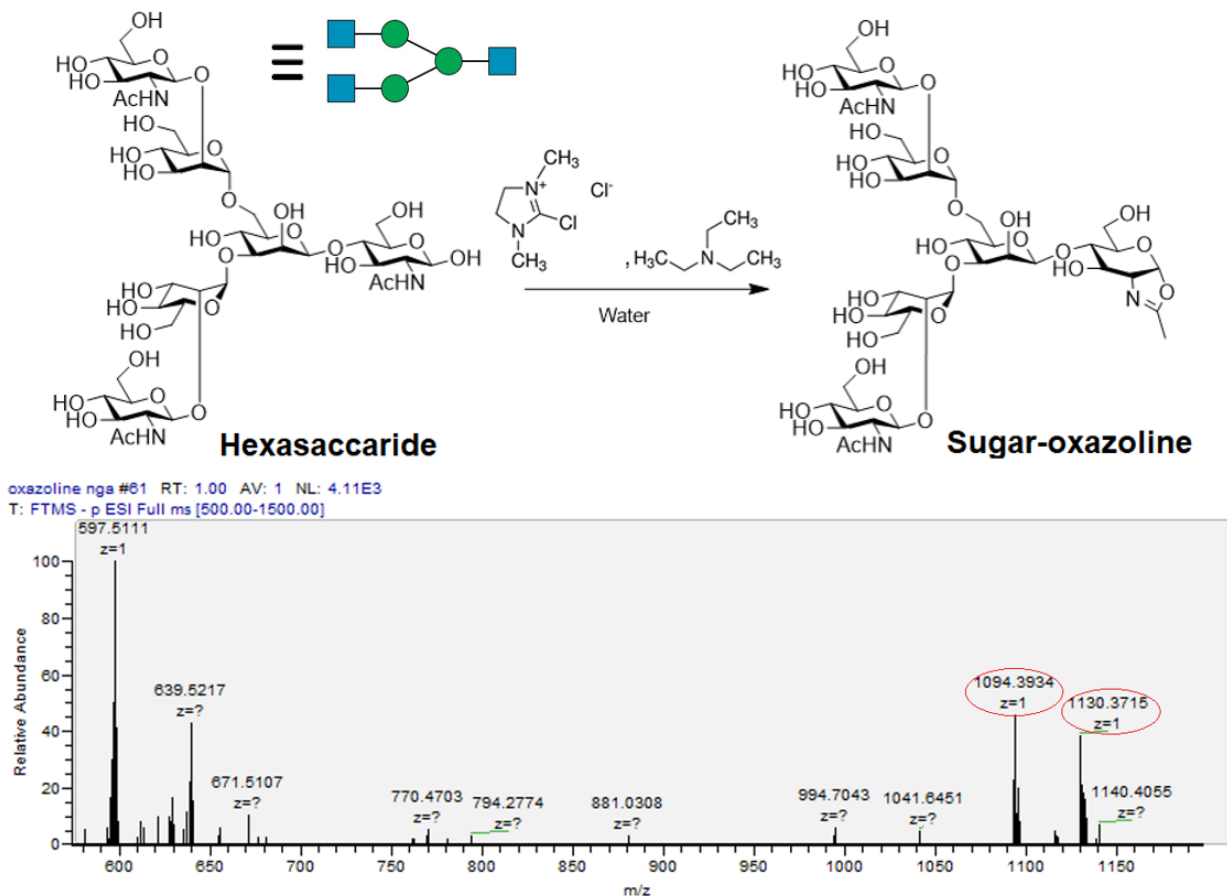 OH
HO
O
HO
O
AcHN
HO
HO
O
HO
O
OH
OH
HO
O
O
O
O
HO
OH
O
HO
AcHN
HO
O
HO
HO
O
OH
HO
O
HO
O
AcHN
CH3
N+
Cl-
Cl
N
CH3
CH3
, H3C
N
CH3
Water
OH
HO
O
HO
O
AcHN
HO
HO
O
HO
O
OH
OH
HO
O
O
O
O
HO
O
N
O
HO
O
HO
HO
O
OH
HO
O
HO
O
AcHN
Hexasaccaride
Sugar-oxazoline
oxazoline nga #61 RT: 1.00 AV: 1 NL: 4.11E3
T: FTMS - p ESI Full ms [500.00-1500.00]
597.5111
z=1
639.5217
z=?
671.5107
z=?
770.4703
z=?
794.2774
z=?
881.0308
z=?
994.7043
z=?
1041.6451
z=?
1094.3934
z=1
1130.3715
z=1
1140.4055
z=?
Relative Abundance
100
80
60
40
20
0
600
650
700
750
800
850
900
950
1000
1050
1100
1150
m/z